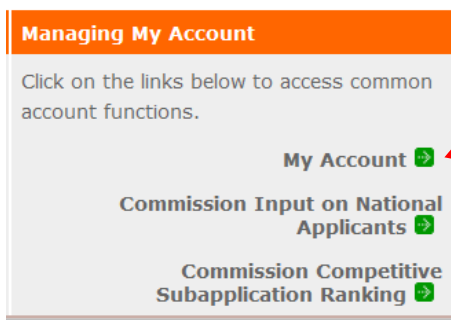 Managing My Account
Click on the links below to access common
account functions.
My Account
Commission Input on National
Applicants
Commission Competitive
Subapplication Ranking